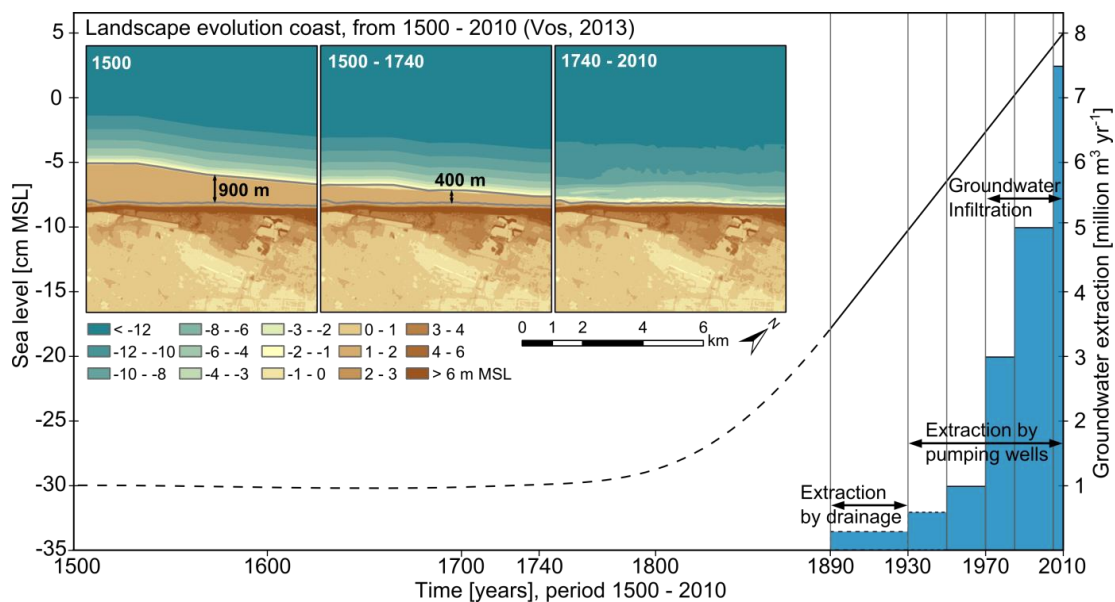 Landscape evolution coast, from 1500 - 2010 (Vos, 2013)
1500
900 m
1500 - 1740
400 m
1740 - 2010
< -12
-12 - -10
-10 - -8
-8 - -6
-6 - -4
-4 - -3
-3 - -2
-2 - -1
-1 - 0
0 - 1
1 - 2
2 - 3
3 - 4
4 - 6
> 6 m MSL
0 1 2 4 6
km
N
Sea level [cm MSL]
5
0
-5
-10
-15
-20
-25
-30
-35
Groundwater
Infiltration
Extraction by
pumping wells
Extraction
by drainage
Groundwater extraction [million m³ yr⁻¹]
8
7
6
5
4
3
2
1
1500 1600 1700 1740 1800 1890 1930 1970 2010
Time [years], period 1500 - 2010